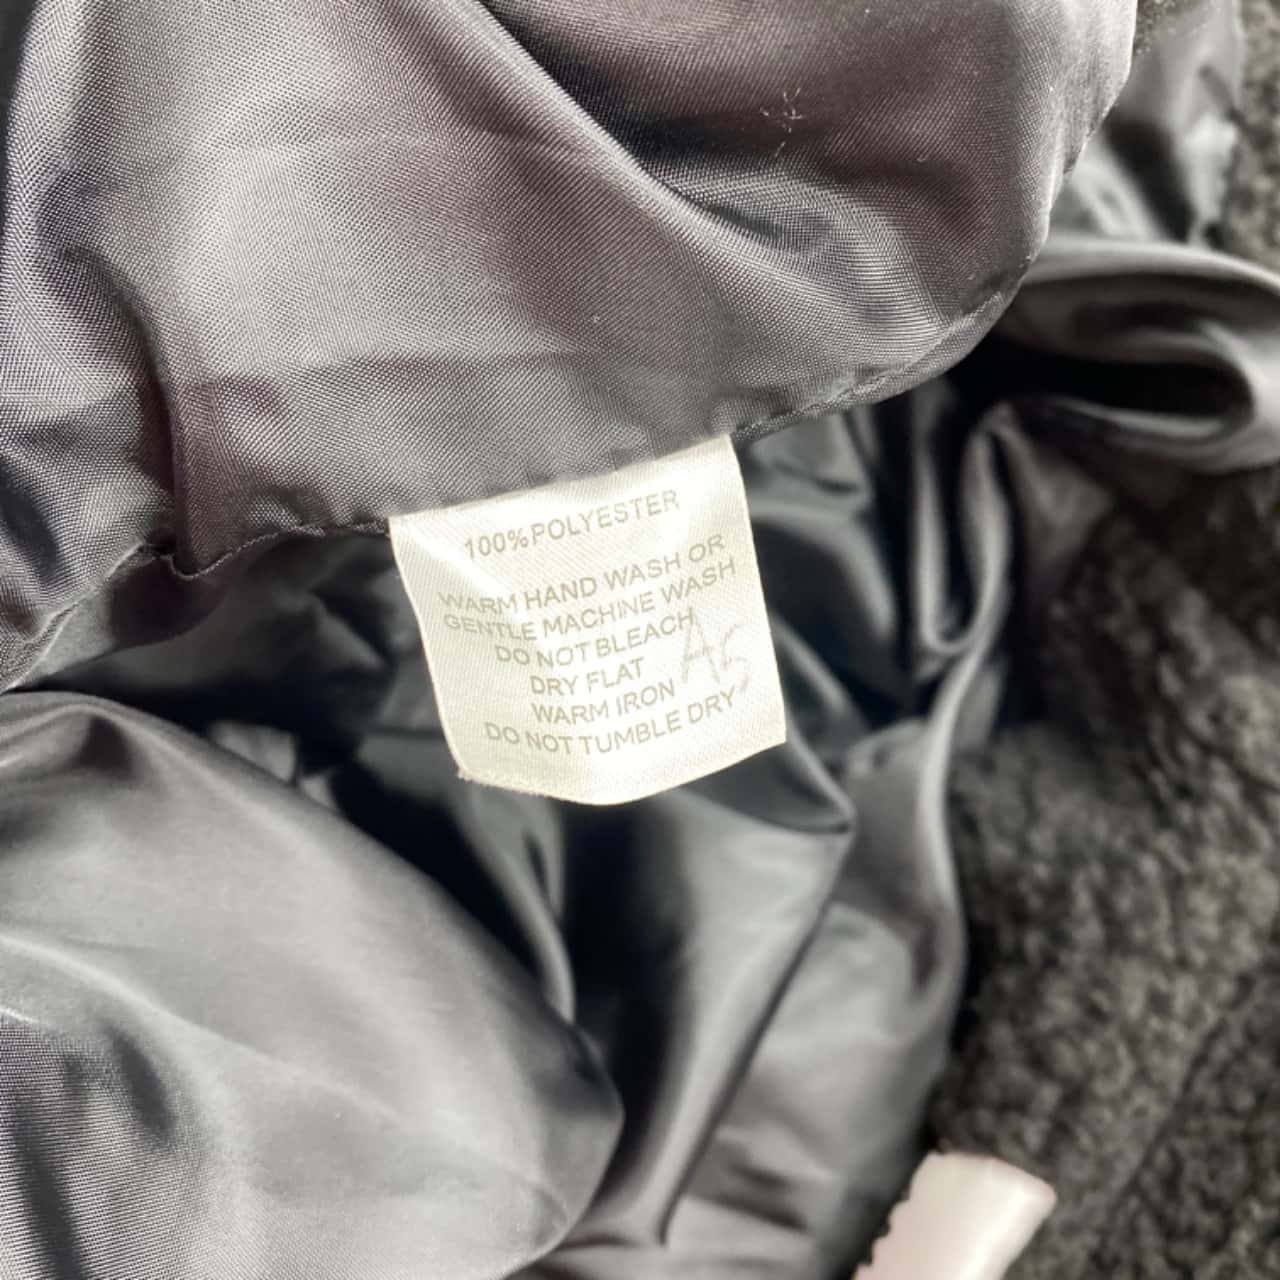 100%POLYESTER
WARM HAND WASH OR
GENTLE MACHINE WASH
DO NOT BLEACH
DRY FLAT
WARM IRON
DO NOT TUMBLE DRY
A5